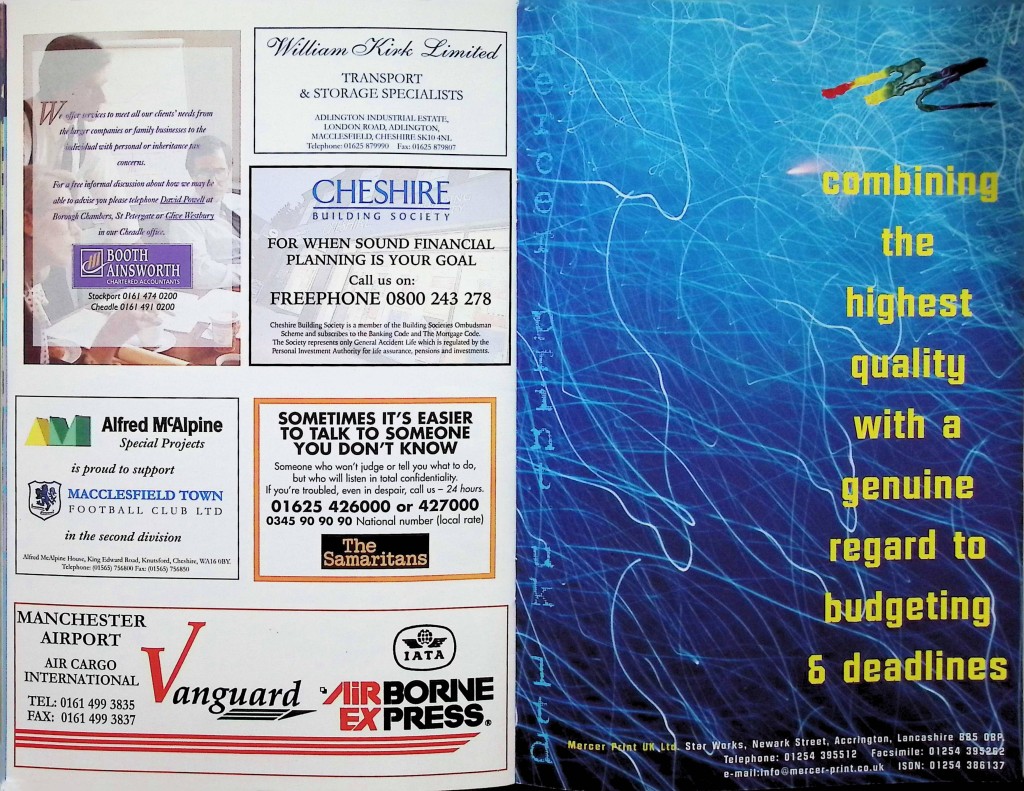 We offer services to meet all our clients' needs from
the larger companies or family businesses to the
individual with personal or inheritance tax
concerns.
For a free informal discussion about how we may be
able to advise you please telephone David Powell at
Borough Chambers, St Petergate or Clive Westbury
in our Cheadle office.
BOOTH
AINSWORTH
CHARTERED ACCOUNTANTS
Stockport 0161 474 0200
Cheadle 0161 491 0200
William Kirk Limited
TRANSPORT
& STORAGE SPECIALISTS
ADLINGTON INDUSTRIAL ESTATE,
LONDON ROAD, ADLINGTON,
MACCLESFIELD, CHESHIRE SK10 4NL
Telephone: 01625 879990 Fax: 01625 879807
CHESHIRE
BUILDING SOCIETY
FOR WHEN SOUND FINANCIAL
PLANNING IS YOUR GOAL
Call us on:
FREEPHONE 0800 243 278
Cheshire Building Society is a member of the Building Societies Ombudsman
Scheme and subscribes to the Banking Code and The Mortgage Code.
The Society represents only General Accident Life which is regulated by the
Personal Investment Authority for life assurance, pensions and investments.
Alfred McAlpine
Special Projects
is proud to support
MACCLESFIELD TOWN
FOOTBALL CLUB LTD
in the second division
Alfred McAlpine House, King Edward Road, Knutsford, Cheshire, WA16 0BY.
Telephone: (01565) 756800 Fax: (01565) 756850
SOMETIMES IT'S EASIER
TO TALK TO SOMEONE
YOU DON'T KNOW
Someone who won't judge or tell you what to do,
but who will listen in total confidentiality.
If you're troubled, even in despair, call us – 24 hours.
01625 426000 or 427000
0345 90 90 90 National number (local rate)
The
Samaritans
MANCHESTER
AIRPORT
AIR CARGO
INTERNATIONAL
TEL: 0161 499 3835
FAX: 0161 499 3837
Vanguard
IATA
AIRBORNE
EXPRESS®
combining
the
highest
quality
with a
genuine
regard to
budgeting
& deadlines
Mercer Print UK Ltd. Star Works, Newark Street, Accrington, Lancashire BB5 0BP,
Telephone: 01254 395512 Facsimile: 01254 395262
e-mail:info@mercer-print.co.uk ISDN: 01254 386137